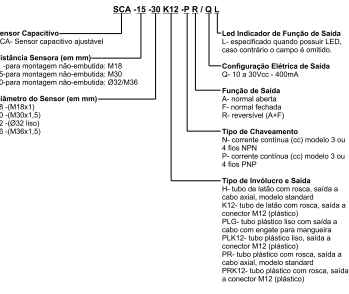 SCA -15 -30 K12 -P R / Q L
ensor Capacitivo
CA- Sensor capacitivo ajustável
istância Sensora (em mm)
-para montagem não-embutida: M18
5-para montagem não-embutida: M30
0-para montagem não-embutida: Ø32/M36
iâmetro do Sensor (em mm)
8 -(M18x1)
0 -(M30x1,5)
2 -(Ø32 liso)
6 -(M36x1,5)
Led Indicador de Função de Saída
L- especificado quando possuir LED,
caso contrário o campo é omitido.
Configuração Elétrica de Saída
Q- 10 a 30Vcc - 400mA
Função de Saída
A- normal aberta
F- normal fechada
R- reversível (A+F)
Tipo de Chaveamento
N- corrente contínua (cc) modelo 3 ou
4 fios NPN
P- corrente contínua (cc) modelo 3 ou
4 fios PNP
Tipo de Invólucro e Saída
H- tubo de latão com rosca, saída a
cabo axial, modelo standard
K12- tubo de latão com rosca, saída a
conector M12 (plástico)
PLG- tubo plástico liso com saída a
cabo com engate para mangueira
PLK12- tubo plástico liso, saída a
conector M12 (plástico)
PR- tubo plástico com rosca, saída a
cabo axial, modelo standard
PRK12- tubo plástico com rosca, saída
a conector M12 (plástico)